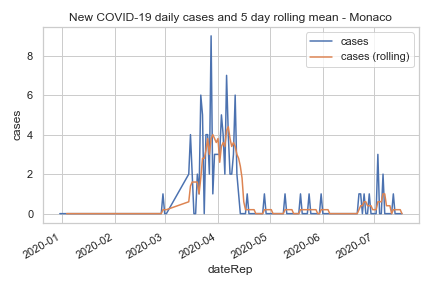 New COVID-19 daily cases and 5 day rolling mean - Monaco
cases
cases (rolling)
8
6
4
2
0
cases
2020-01
2020-02
2020-03
2020-04
2020-05
2020-06
2020-07
dateRep